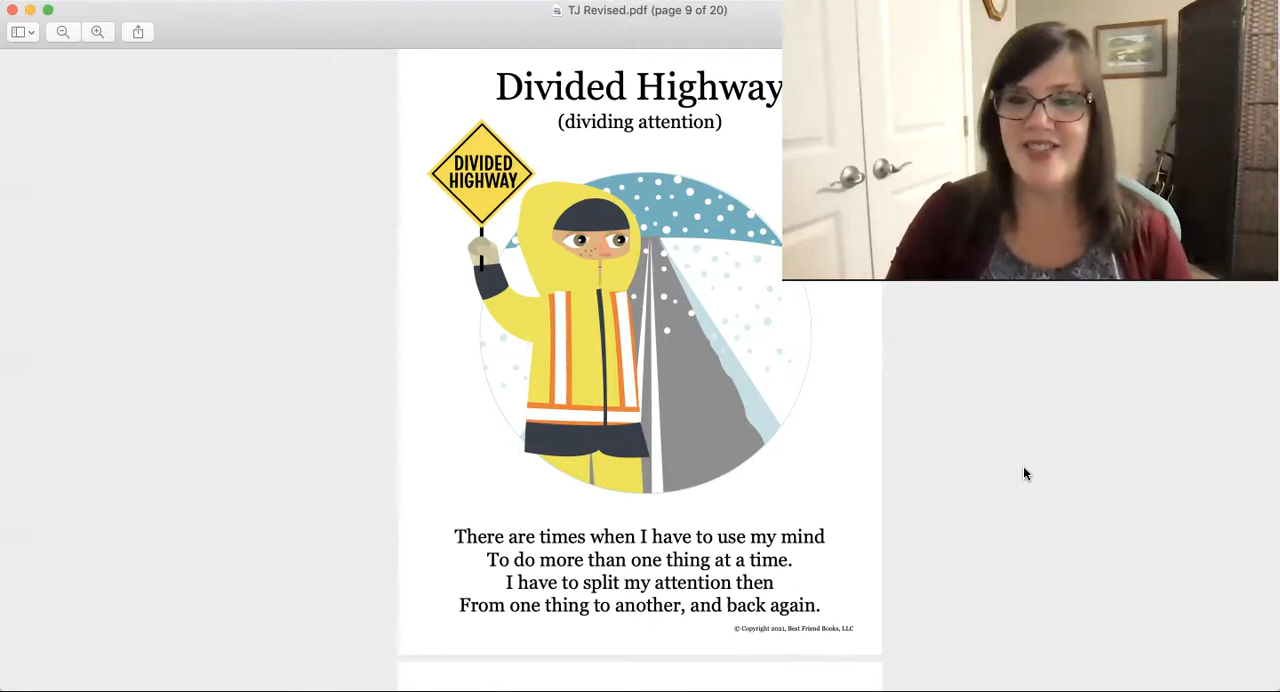 TJ Revised.pdf (page 9 of 20)
Divided Highway
(dividing attention)
DIVIDED
HIGHWAY
There are times when I have to use my mind
To do more than one thing at a time.
I have to split my attention then
From one thing to another, and back again.
© Copyright 2021, Best Friend Books, LLC